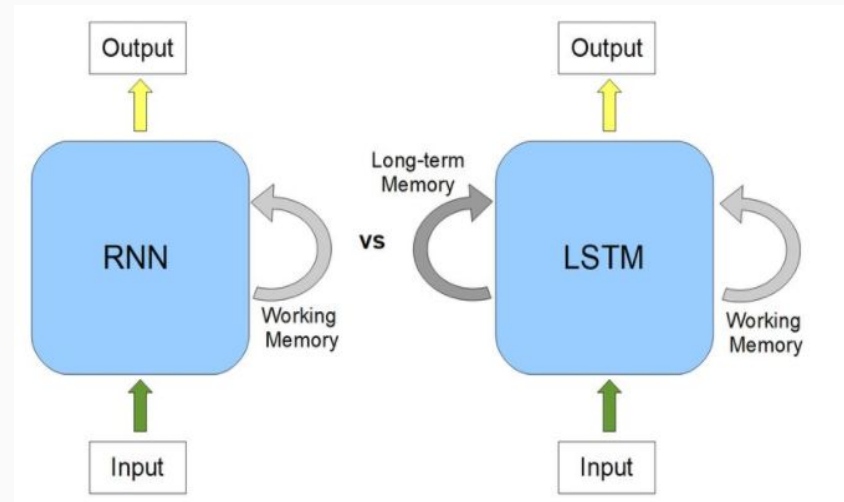 Output
RNN
Working
Memory
Input
vs
Output
Long-term
Memory
LSTM
Working
Memory
Input